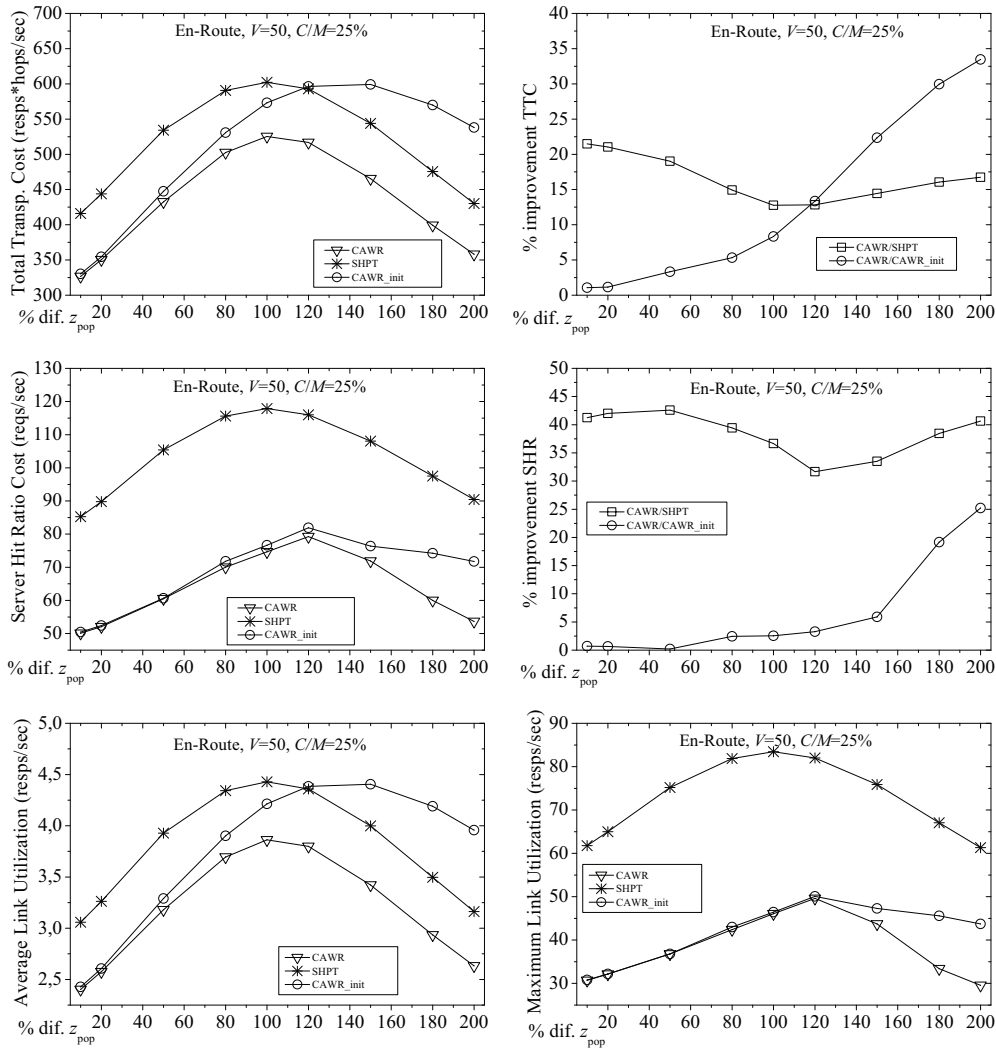 En-Route, V=50, C/M=25%
Total Transp. Cost (resps*hops/sec)
700
650
600
550
500
450
400
350
300
CAWR
SHPT
CAWR_init
% dif. z_pop
20 40 60 80 100 120 140 160 180 200
En-Route, V=50, C/M=25%
% improvement TTC
40
35
30
25
20
15
10
5
0
CAWR/SHPT
CAWR/CAWR_init
% dif. z_pop
20 40 60 80 100 120 140 160 180 200
En-Route, V=50, C/M=25%
Server Hit Ratio Cost (reqs/sec)
130
120
110
100
90
80
70
60
50
CAWR
SHPT
CAWR_init
% dif. z_pop
20 40 60 80 100 120 140 160 180 200
En-Route, V=50, C/M=25%
% improvement SHR
50
45
40
35
30
25
20
15
10
5
0
CAWR/SHPT
CAWR/CAWR_init
% dif. z_pop
20 40 60 80 100 120 140 160 180 200
En-Route, V=50, C/M=25%
Average Link Utilization (resps/sec)
5,0
4,5
4,0
3,5
3,0
2,5
CAWR
SHPT
CAWR_init
% dif. z_pop
20 40 60 80 100 120 140 160 180 200
En-Route, V=50, C/M=25%
Maximum Link Utilization (resps/sec)
90
80
70
60
50
40
30
CAWR
SHPT
CAWR_init
% dif. z_pop
20 40 60 80 100 120 140 160 180 200